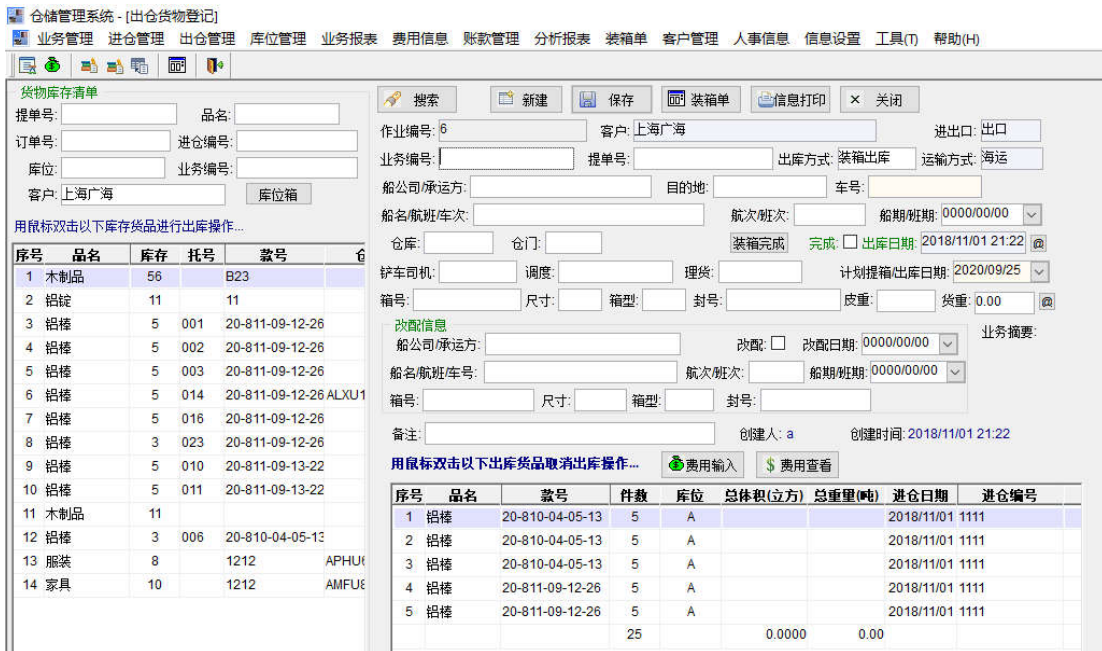 仓储管理系统 - [出仓货物登记]
业务管理 进仓管理 出仓管理 库位管理 业务报表 费用信息 账款管理 分析报表 装箱单 客户管理 人事信息 信息设置 工具(T) 帮助(H)
货物库存清单
提单号: 品名:
订单号: 进仓编号:
库位: 业务编号:
客户: 上海广海 库位箱
用鼠标双击以下库存货品进行出库操作...
序号 品名 库存 托号 款号
1 木制品 56 B23
2 铝锭 11 11
3 铝棒 5 001 20-811-09-12-26
4 铝棒 5 002 20-811-09-12-26
5 铝棒 5 003 20-811-09-12-26
6 铝棒 5 014 20-811-09-12-26 ALXU1
7 铝棒 5 016 20-811-09-12-26
8 铝棒 3 023 20-811-09-12-26
9 铝棒 5 010 20-811-09-13-22
10 铝棒 5 011 20-811-09-13-22
11 木制品 11
12 铝棒 3 006 20-810-04-05-13
13 服装 8 1212 APHU6
14 家具 10 1212 AMFU8
搜索 新建 保存 装箱单 信息打印 × 关闭
作业编号: 6 客户: 上海广海 进出口: 出口
业务编号: 提单号: 出库方式: 装箱出库 运输方式: 海运
船公司/承运方: 目的地: 车号:
船名/航班/车次: 航次/班次: 船期/班期: 0000/00/00
仓库: 仓门: 装箱完成 完成: 出库日期: 2018/11/01 21:22
铲车司机: 调度: 理货: 计划提箱/出库日期: 2020/09/25
箱号: 尺寸: 箱型: 封号: 皮重: 货重: 0.00
改配信息 业务摘要:
船公司/承运方: 改配: 改配日期: 0000/00/00
船名/航班/车号: 航次/班次: 船期/班期: 0000/00/00
箱号: 尺寸: 箱型: 封号:
备注: 创建人: a 创建时间: 2018/11/01 21:22
用鼠标双击以下出库货品取消出库操作... 费用输入 $ 费用查看
序号 品名 款号 件数 库位 总体积(立方) 总重量(吨) 进仓日期 进仓编号
1 铝棒 20-810-04-05-13 5 A 2018/11/01 1111
2 铝棒 20-810-04-05-13 5 A 2018/11/01 1111
3 铝棒 20-810-04-05-13 5 A 2018/11/01 1111
4 铝棒 20-811-09-12-26 5 A 2018/11/01 1111
5 铝棒 20-811-09-12-26 5 A 2018/11/01 1111
25 0.0000 0.00